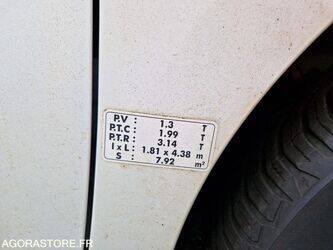 P.V : 1.3 T
P.T.C : 1.99 T
P.T.R : 3.14 T
l x L : 1.81 x 4.38 m
S : 7.92 m²
AGORASTORE.FR